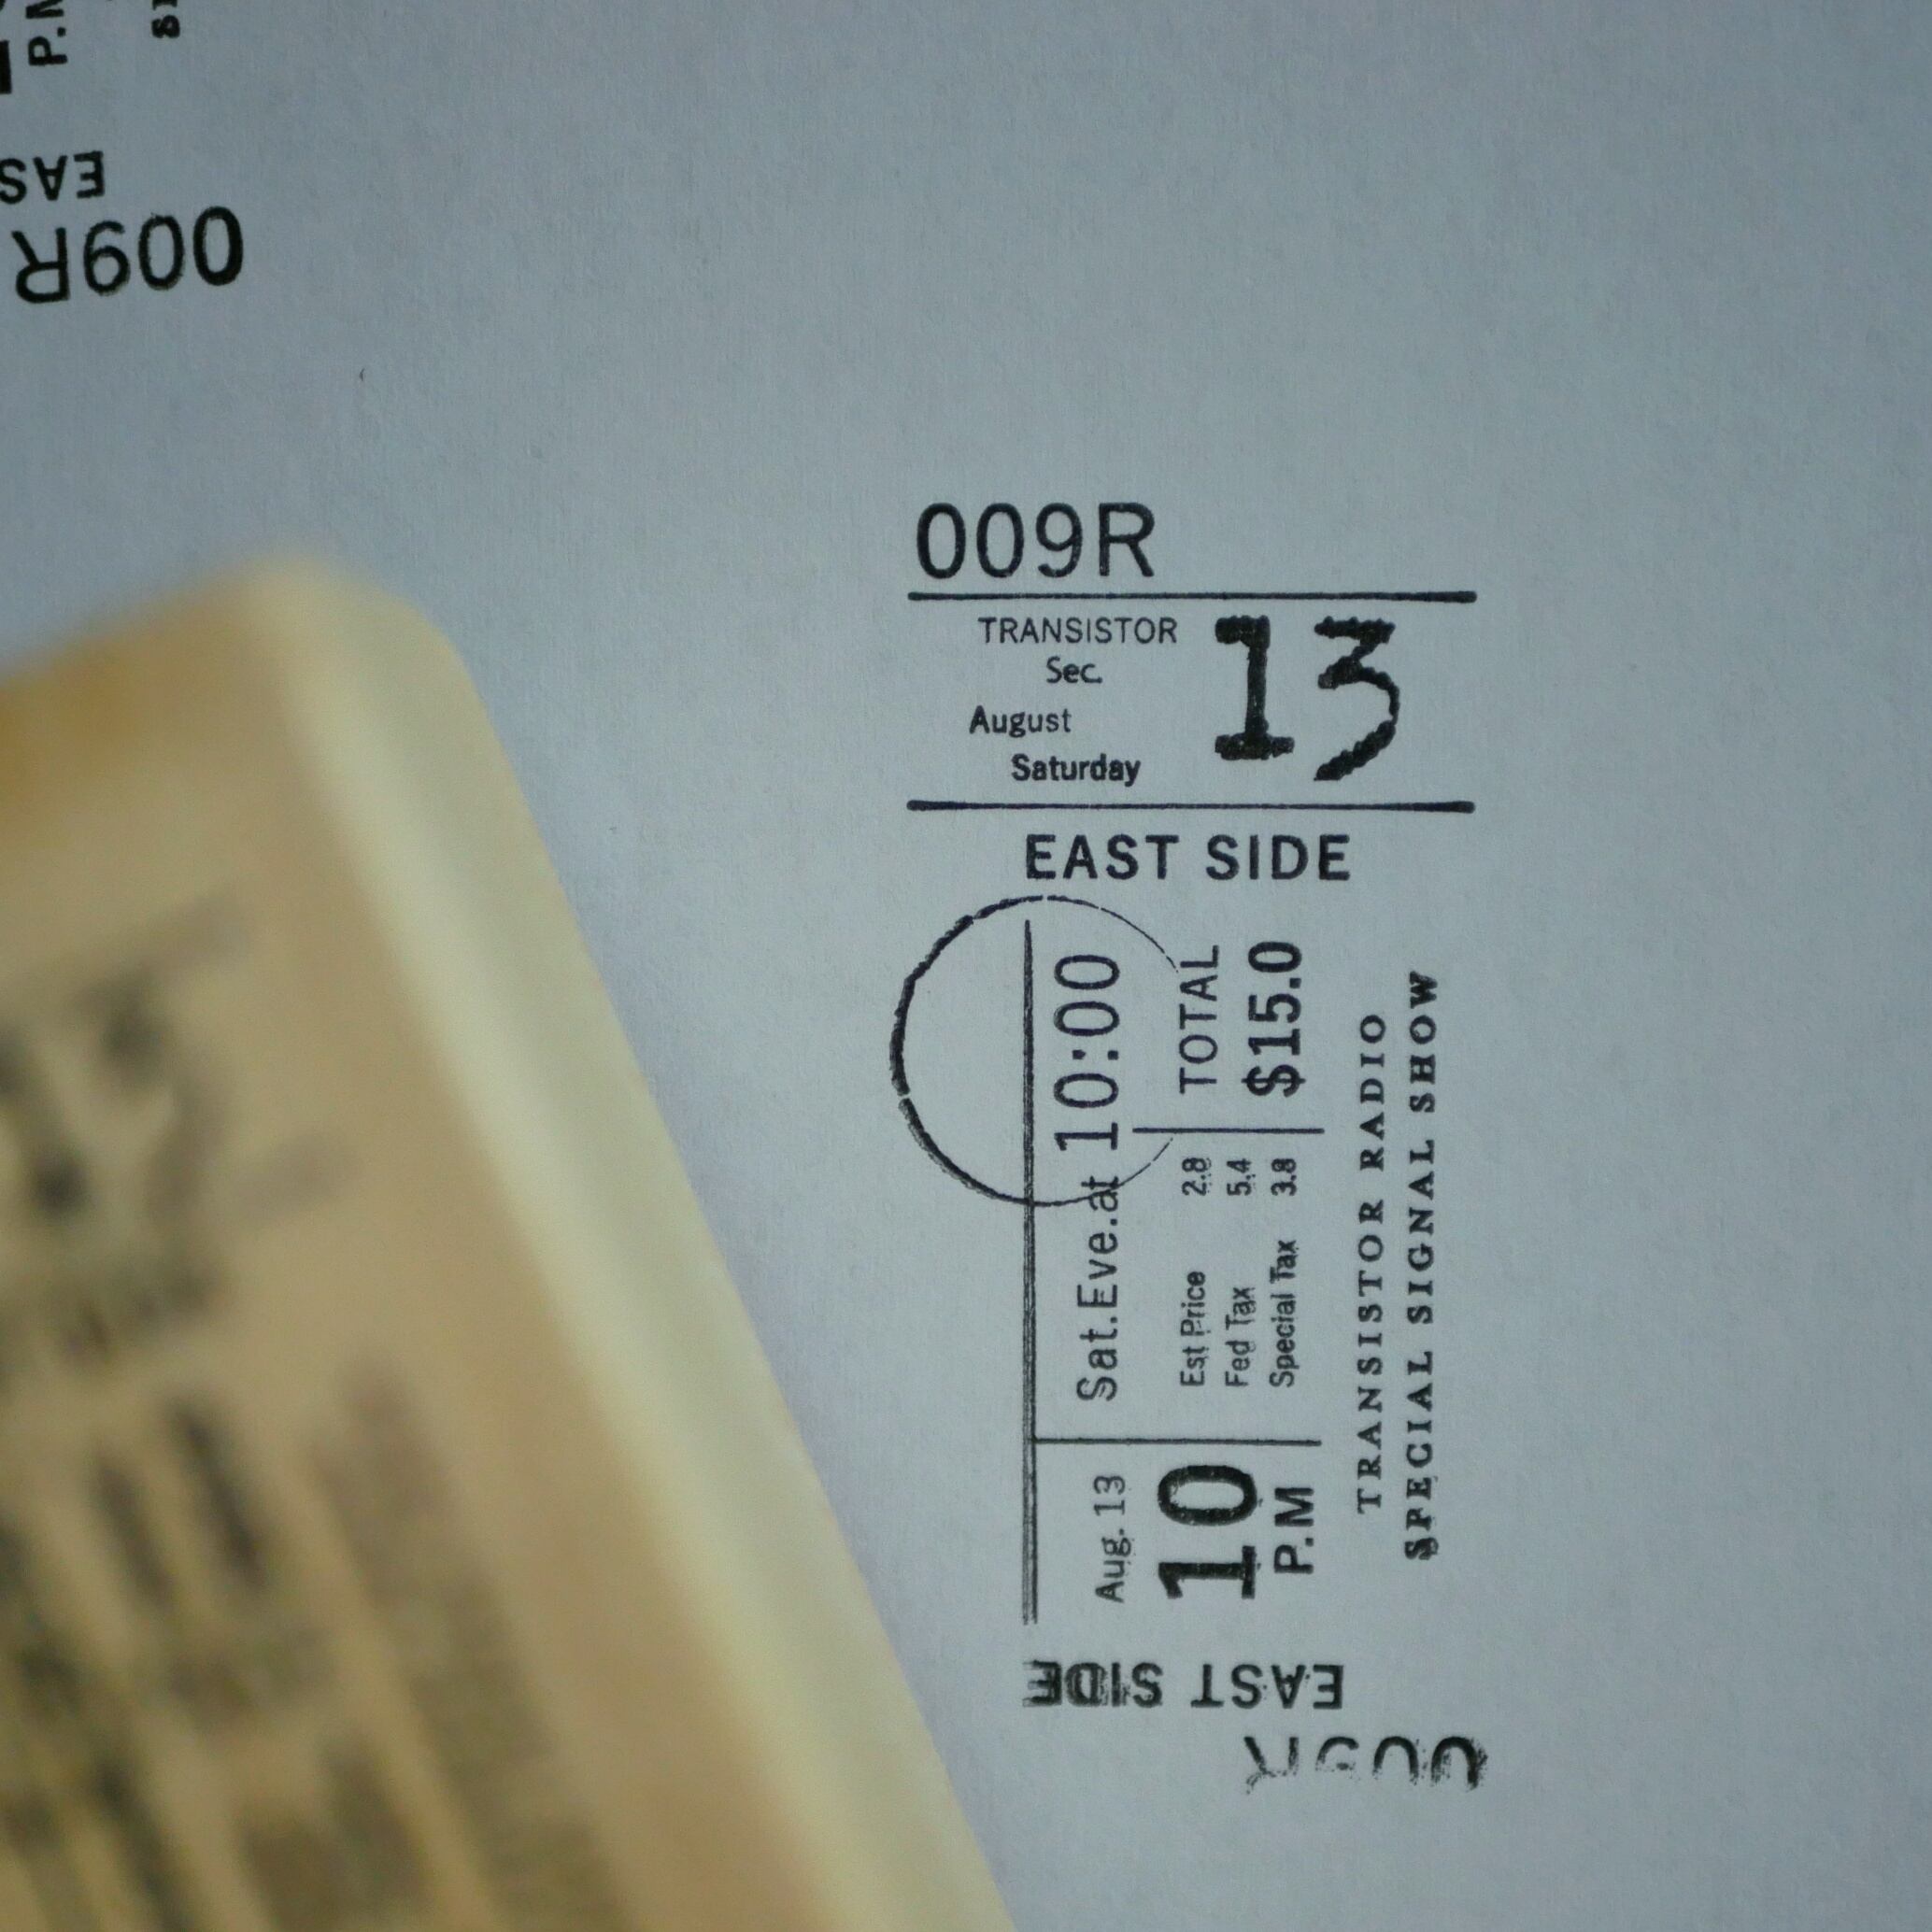 P.M
EAS
009R
009R
TRANSISTOR
Sec.
August
Saturday
13
EAST SIDE
Sat.Eve.at 10:00
Est Price 2.8
Fed Tax 5.4
Special Tax 3.8
TOTAL
$15.0
Aug. 13
10
P.M
TRANSISTOR RADIO
SPECIAL SIGNAL SHOW
EAST SIDE
009R